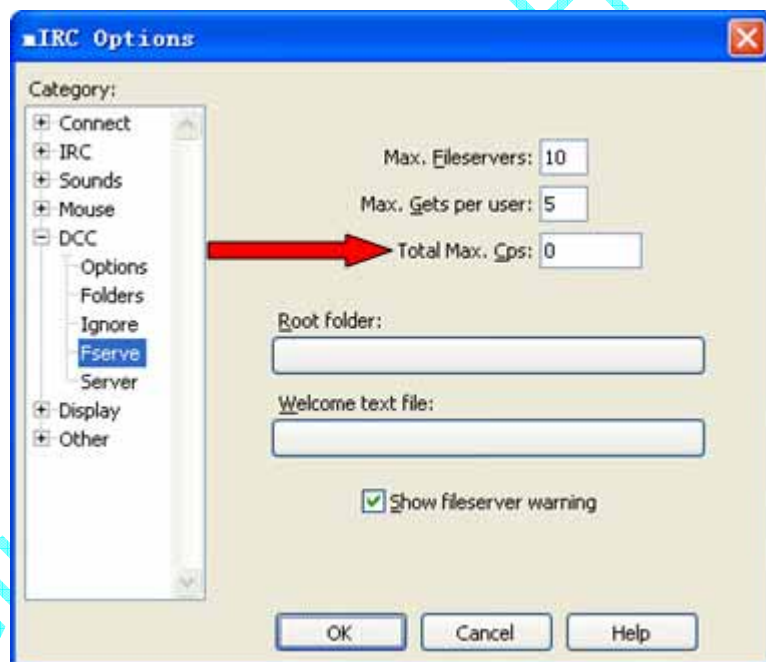 mIRC Options
Category:
Connect
IRC
Sounds
Mouse
DCC
Options
Folders
Ignore
Fserve
Server
Display
Other
Max. Fileservers: 10
Max. Gets per user: 5
Total Max. Cps: 0
Root folder:
Welcome text file:
Show fileserver warning
OK Cancel Help